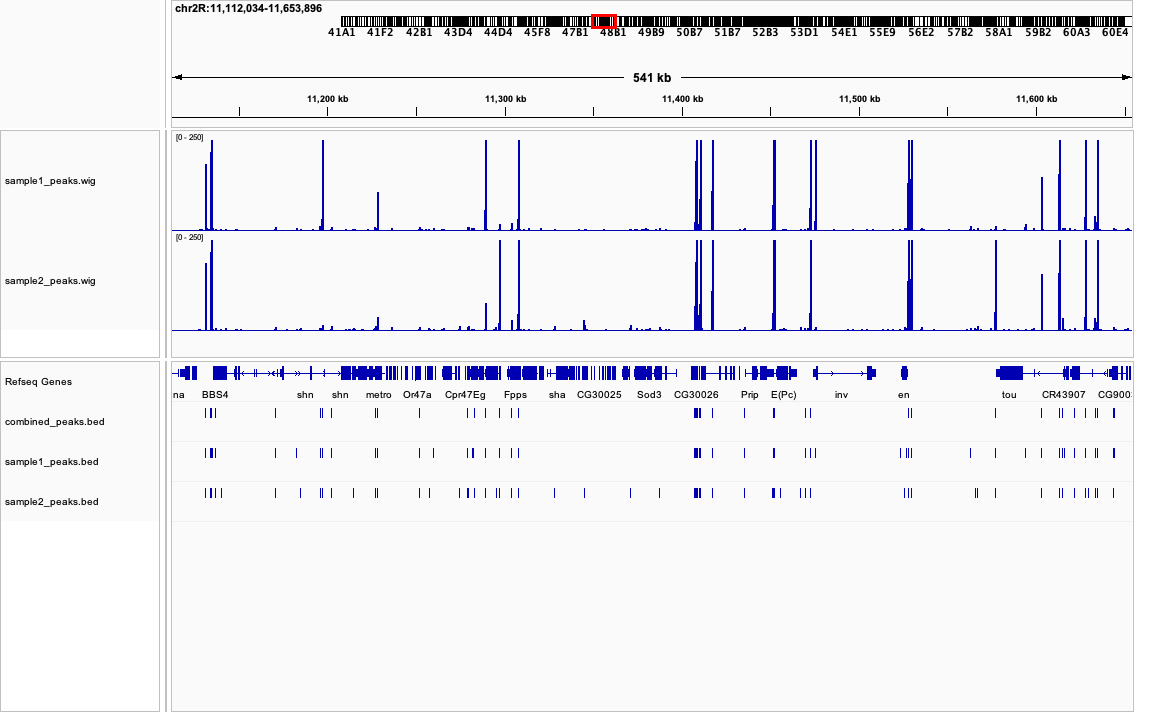 chr2R:11,112,034-11,653,896
41A1 41F2 42B1 43D4 44D4 45F8 47B1 48B1 49B9 50B7 51B7 52B3 53D1 54E1 55E9 56E2 57B2 58A1 59B2 60A3 60E4
541 kb
11,200 kb 11,300 kb 11,400 kb 11,500 kb 11,600 kb
[0 - 250]
sample1_peaks.wig
[0 - 250]
sample2_peaks.wig
Refseq Genes
na BBS4 shn shn metro Or47a Cpr47Eg Fpps sha CG30025 Sod3 CG30026 Prip E(Pc) inv en tou CR43907 CG900
combined_peaks.bed
sample1_peaks.bed
sample2_peaks.bed